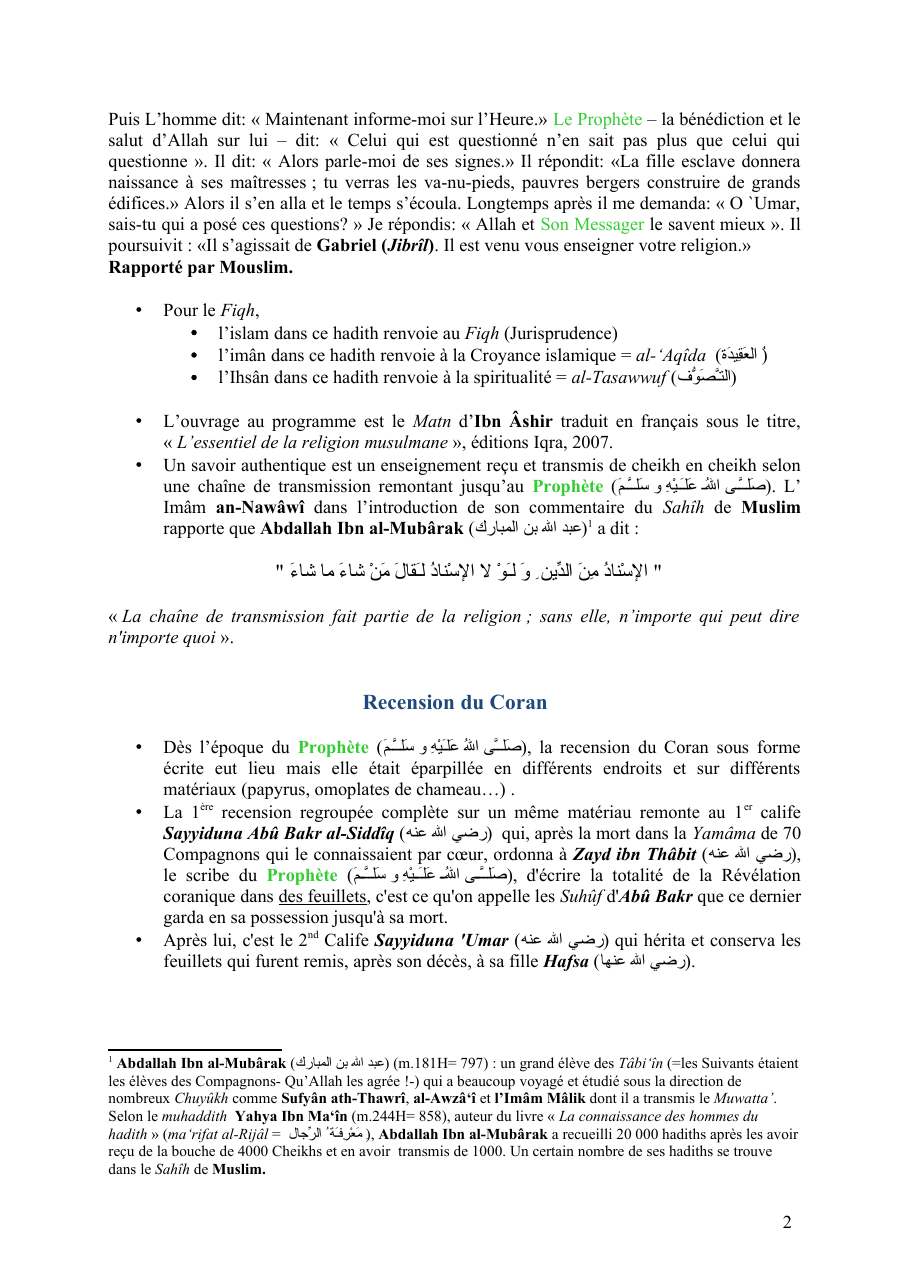 Puis L’homme dit: « Maintenant informe-moi sur l’Heure.» Le Prophète – la bénédiction et le
salut d’Allah sur lui – dit: « Celui qui est questionné n’en sait pas plus que celui qui
questionne ». Il dit: « Alors parle-moi de ses signes.» Il répondit: «La fille esclave donnera
naissance à ses maîtresses ; tu verras les va-nu-pieds, pauvres bergers construire de grands
édifices.» Alors il s’en alla et le temps s’écoula. Longtemps après il me demanda: « O `Umar,
sais-tu qui a posé ces questions? » Je répondis: « Allah et Son Messager le savent mieux ». Il
poursuivit : «Il s’agissait de Gabriel (Jibrîl). Il est venu vous enseigner votre religion.»
Rapporté par Mouslim.
• Pour le Fiqh,
• l’islam dans ce hadith renvoie au Fiqh (Jurisprudence)
• l’imân dans ce hadith renvoie à la Croyance islamique = al-‘Aqîda (العَقِيدَةُ)
• l’Ihsân dans ce hadith renvoie à la spiritualité = al-Tasawwuf (التـَّصَوُّف)
• L’ouvrage au programme est le Matn d’Ibn Âshir traduit en français sous le titre,
« L’essentiel de la religion musulmane », éditions Iqra, 2007.
• Un savoir authentique est un enseignement reçu et transmis de cheikh en cheikh selon
une chaîne de transmission remontant jusqu’au Prophète (صَلـَّـى اللهُ عَلـَـيْهِ و سَلـَّـمَ). L’
Imâm an-Nawâwî dans l’introduction de son commentaire du Sahîh de Muslim
rapporte que Abdallah Ibn al-Mubârak (عبد الله بن المبارك)1 a dit :
" الإسْنادُ مِنَ الدِّينِ وَ لـَوْ لا الإسْنادُ لـَقالَ مَنْ شاءَ ما شاءَ "
« La chaîne de transmission fait partie de la religion ; sans elle, n’importe qui peut dire
n'importe quoi ».
Recension du Coran
• Dès l’époque du Prophète (صَلـَّـى اللهُ عَلـَـيْهِ و سَلـَّـمَ), la recension du Coran sous forme
écrite eut lieu mais elle était éparpillée en différents endroits et sur différents
matériaux (papyrus, omoplates de chameau…) .
• La 1ère recension regroupée complète sur un même matériau remonte au 1er calife
Sayyiduna Abû Bakr al-Siddîq (رضي الله عنه) qui, après la mort dans la Yamâma de 70
Compagnons qui le connaissaient par cœur, ordonna à Zayd ibn Thâbit (رضي الله عنه),
le scribe du Prophète (صَلـَّـى اللهُ عَلـَـيْهِ و سَلـَّـمَ), d'écrire la totalité de la Révélation
coranique dans des feuillets, c'est ce qu'on appelle les Suhûf d'Abû Bakr que ce dernier
garda en sa possession jusqu'à sa mort.
• Après lui, c'est le 2nd Calife Sayyiduna 'Umar (رضي الله عنه) qui hérita et conserva les
feuillets qui furent remis, après son décès, à sa fille Hafsa (رضي الله عنها).
1 Abdallah Ibn al-Mubârak (عبد الله بن المبارك) (m.181H= 797) : un grand élève des Tâbi‘în (=les Suivants étaient
les élèves des Compagnons- Qu’Allah les agrée !-) qui a beaucoup voyagé et étudié sous la direction de
nombreux Chuyûkh comme Sufyân ath-Thawrî, al-Awzâ‘î et l’Imâm Mâlik dont il a transmis le Muwatta’.
Selon le muhaddith Yahya Ibn Ma‘în (m.244H= 858), auteur du livre « La connaissance des hommes du
hadith » (ma‘rifat al-Rijâl = مَعْرفـَةُ الرِّجال ), Abdallah Ibn al-Mubârak a recueilli 20 000 hadiths après les avoir
reçu de la bouche de 4000 Cheikhs et en avoir transmis de 1000. Un certain nombre de ses hadiths se trouve
dans le Sahîh de Muslim.
2